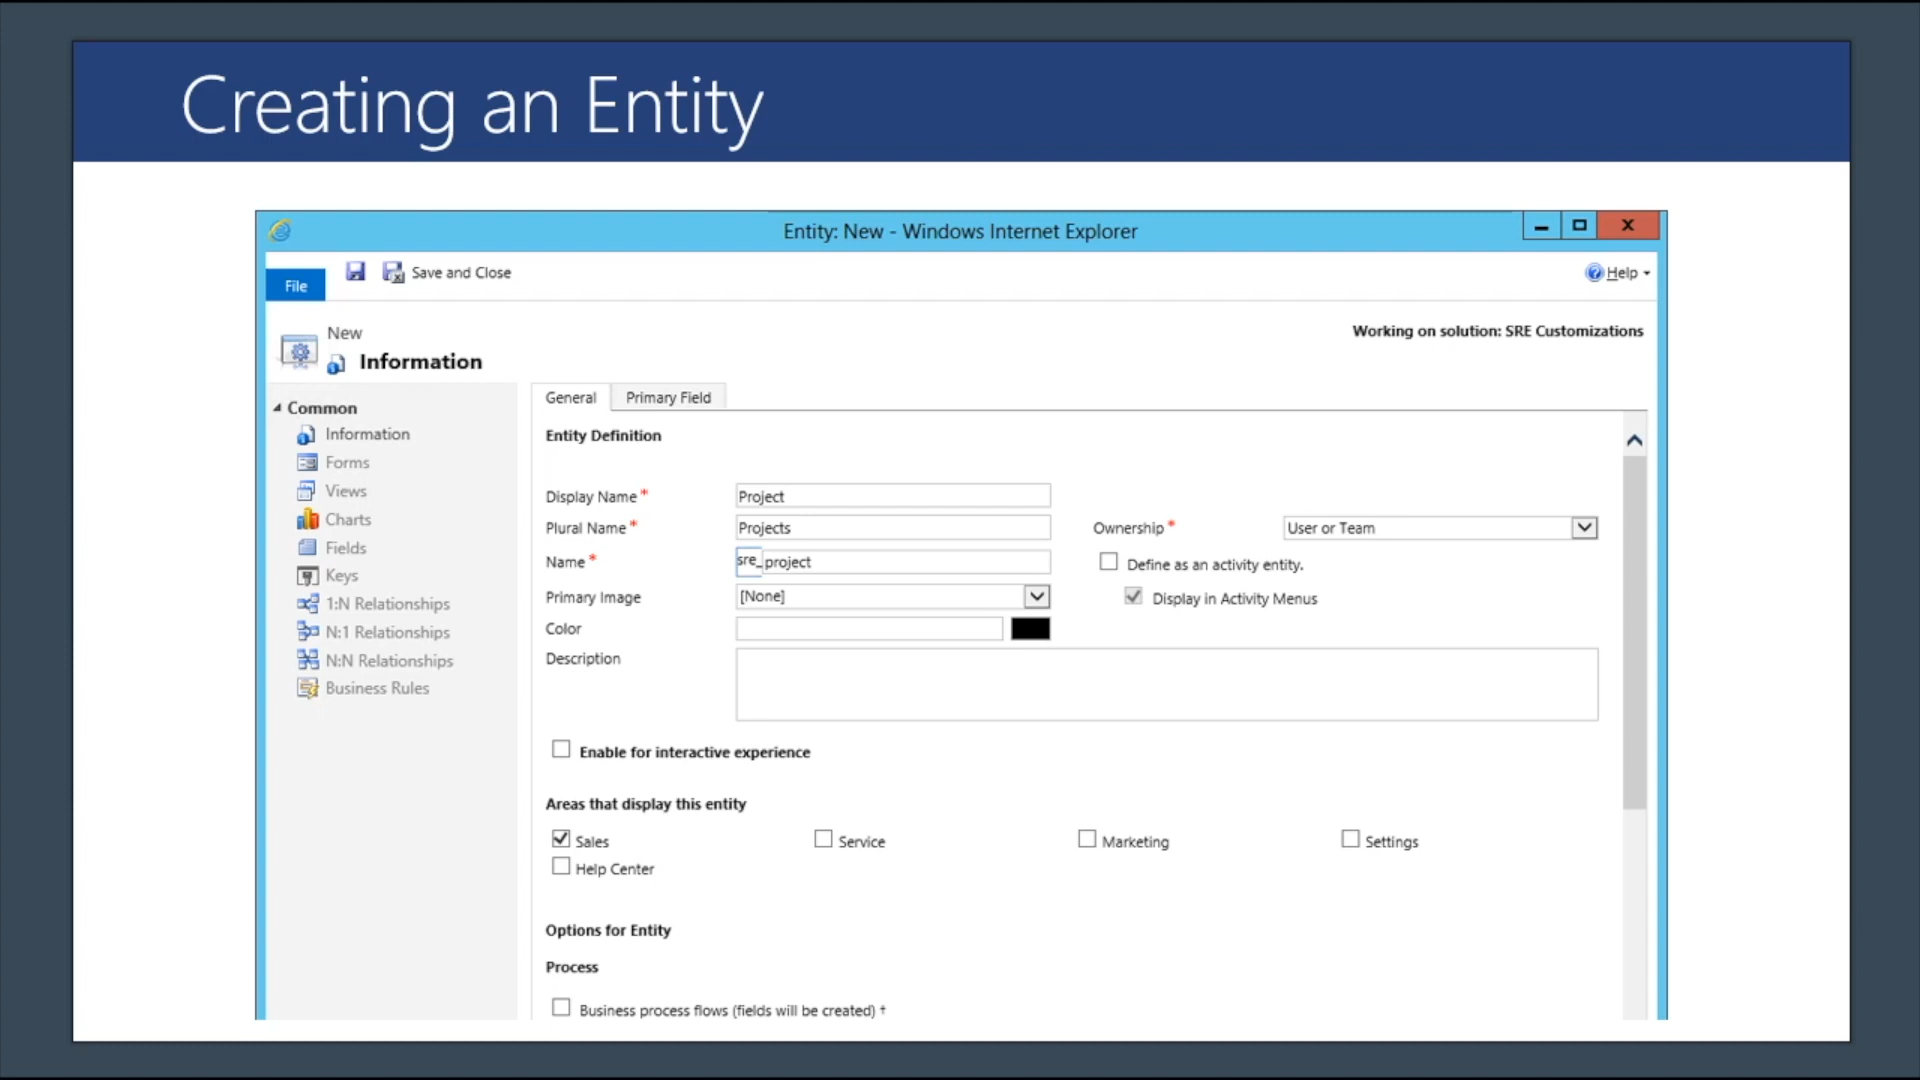 Creating an Entity
Entity: New - Windows Internet Explorer
File
Save and Close
Help
New
Information
Working on solution: SRE Customizations
Common
Information
Forms
Views
Charts
Fields
Keys
1:N Relationships
N:1 Relationships
N:N Relationships
Business Rules
General Primary Field
Entity Definition
Display Name * Project
Plural Name * Projects Ownership * User or Team
Name * sre_ project Define as an activity entity.
Primary Image [None] Display in Activity Menus
Color
Description
Enable for interactive experience
Areas that display this entity
Sales Service Marketing Settings
Help Center
Options for Entity
Process
Business process flows (fields will be created) †